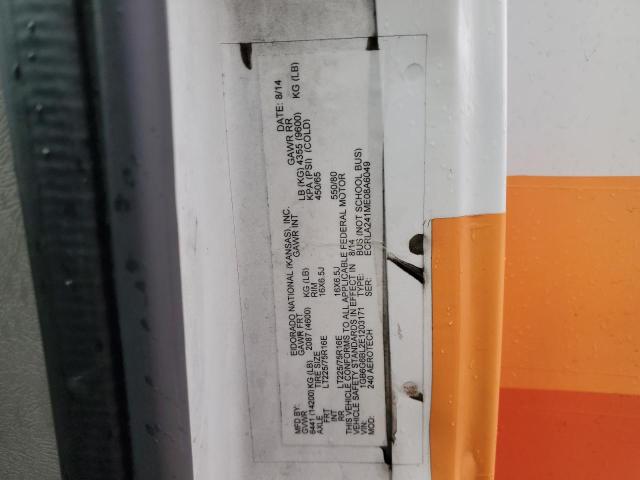 MFD BY: ELDORADO NATIONAL (KANSAS), INC. DATE: 8/14
GVWR GAWR FRT GAWR INT GAWR RR
6441 (14200)KG (LB) 2087 (4600) KG (LB) LB (KG) 4355 (9600) KG (LB)
AXLE TIRE SIZE RIM KPA (PSI) (COLD)
FRT LT225/75R16E 16X6.5J 450/65
INT
RR LT225/75R16E 16X6.5J 550/80
THIS VEHICLE CONFORMS TO ALL APPLICABLE FEDERAL MOTOR
VEHICLE SAFETY STANDARDS IN EFFECT IN 8/14
VIN: 1GB6G6BL2E1203171 TYPE: BUS (NOT SCHOOL BUS)
MOD: 240 AEROTECH SER: ECRLA241ME08A6049